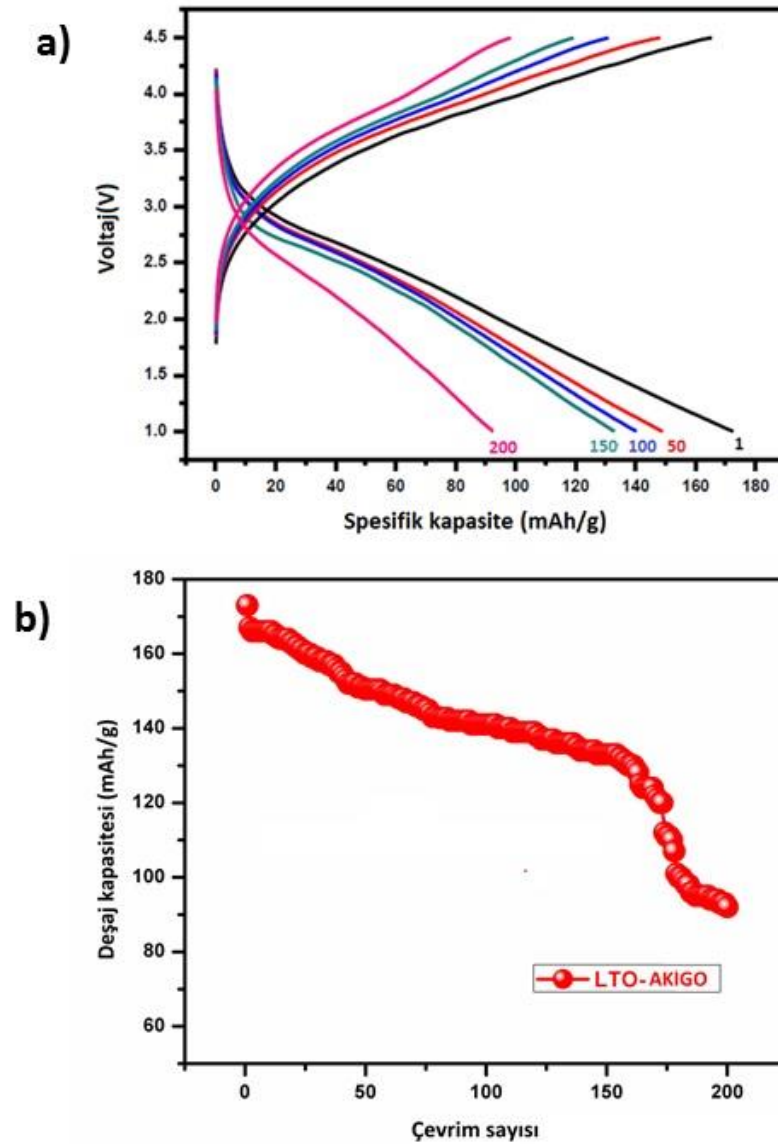 a)
4.5
4.0
3.5
3.0
2.5
2.0
1.5
1.0
Voltaj(V)
200
150
100
50
1
0 20 40 60 80 100 120 140 160 180
Spesifik kapasite (mAh/g)
b)
180
160
140
120
100
80
60
Deşaj kapasitesi (mAh/g)
LTO-AKIGO
0 50 100 150 200
Çevrim sayısı